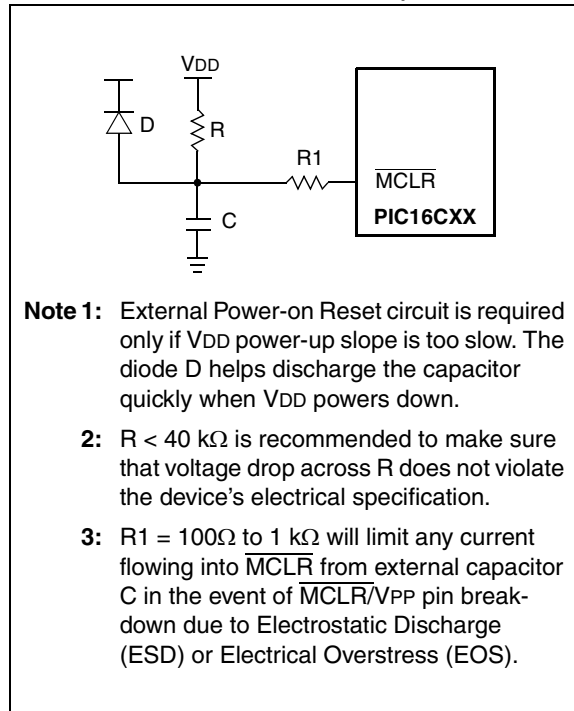 VDD
D
R
R1
MCLR
C
PIC16CXX
Note 1: External Power-on Reset circuit is required
only if VDD power-up slope is too slow. The
diode D helps discharge the capacitor
quickly when VDD powers down.
2: R < 40 kΩ is recommended to make sure
that voltage drop across R does not violate
the device's electrical specification.
3: R1 = 100Ω to 1 kΩ will limit any current
flowing into MCLR from external capacitor
C in the event of MCLR/VPP pin break-
down due to Electrostatic Discharge
(ESD) or Electrical Overstress (EOS).